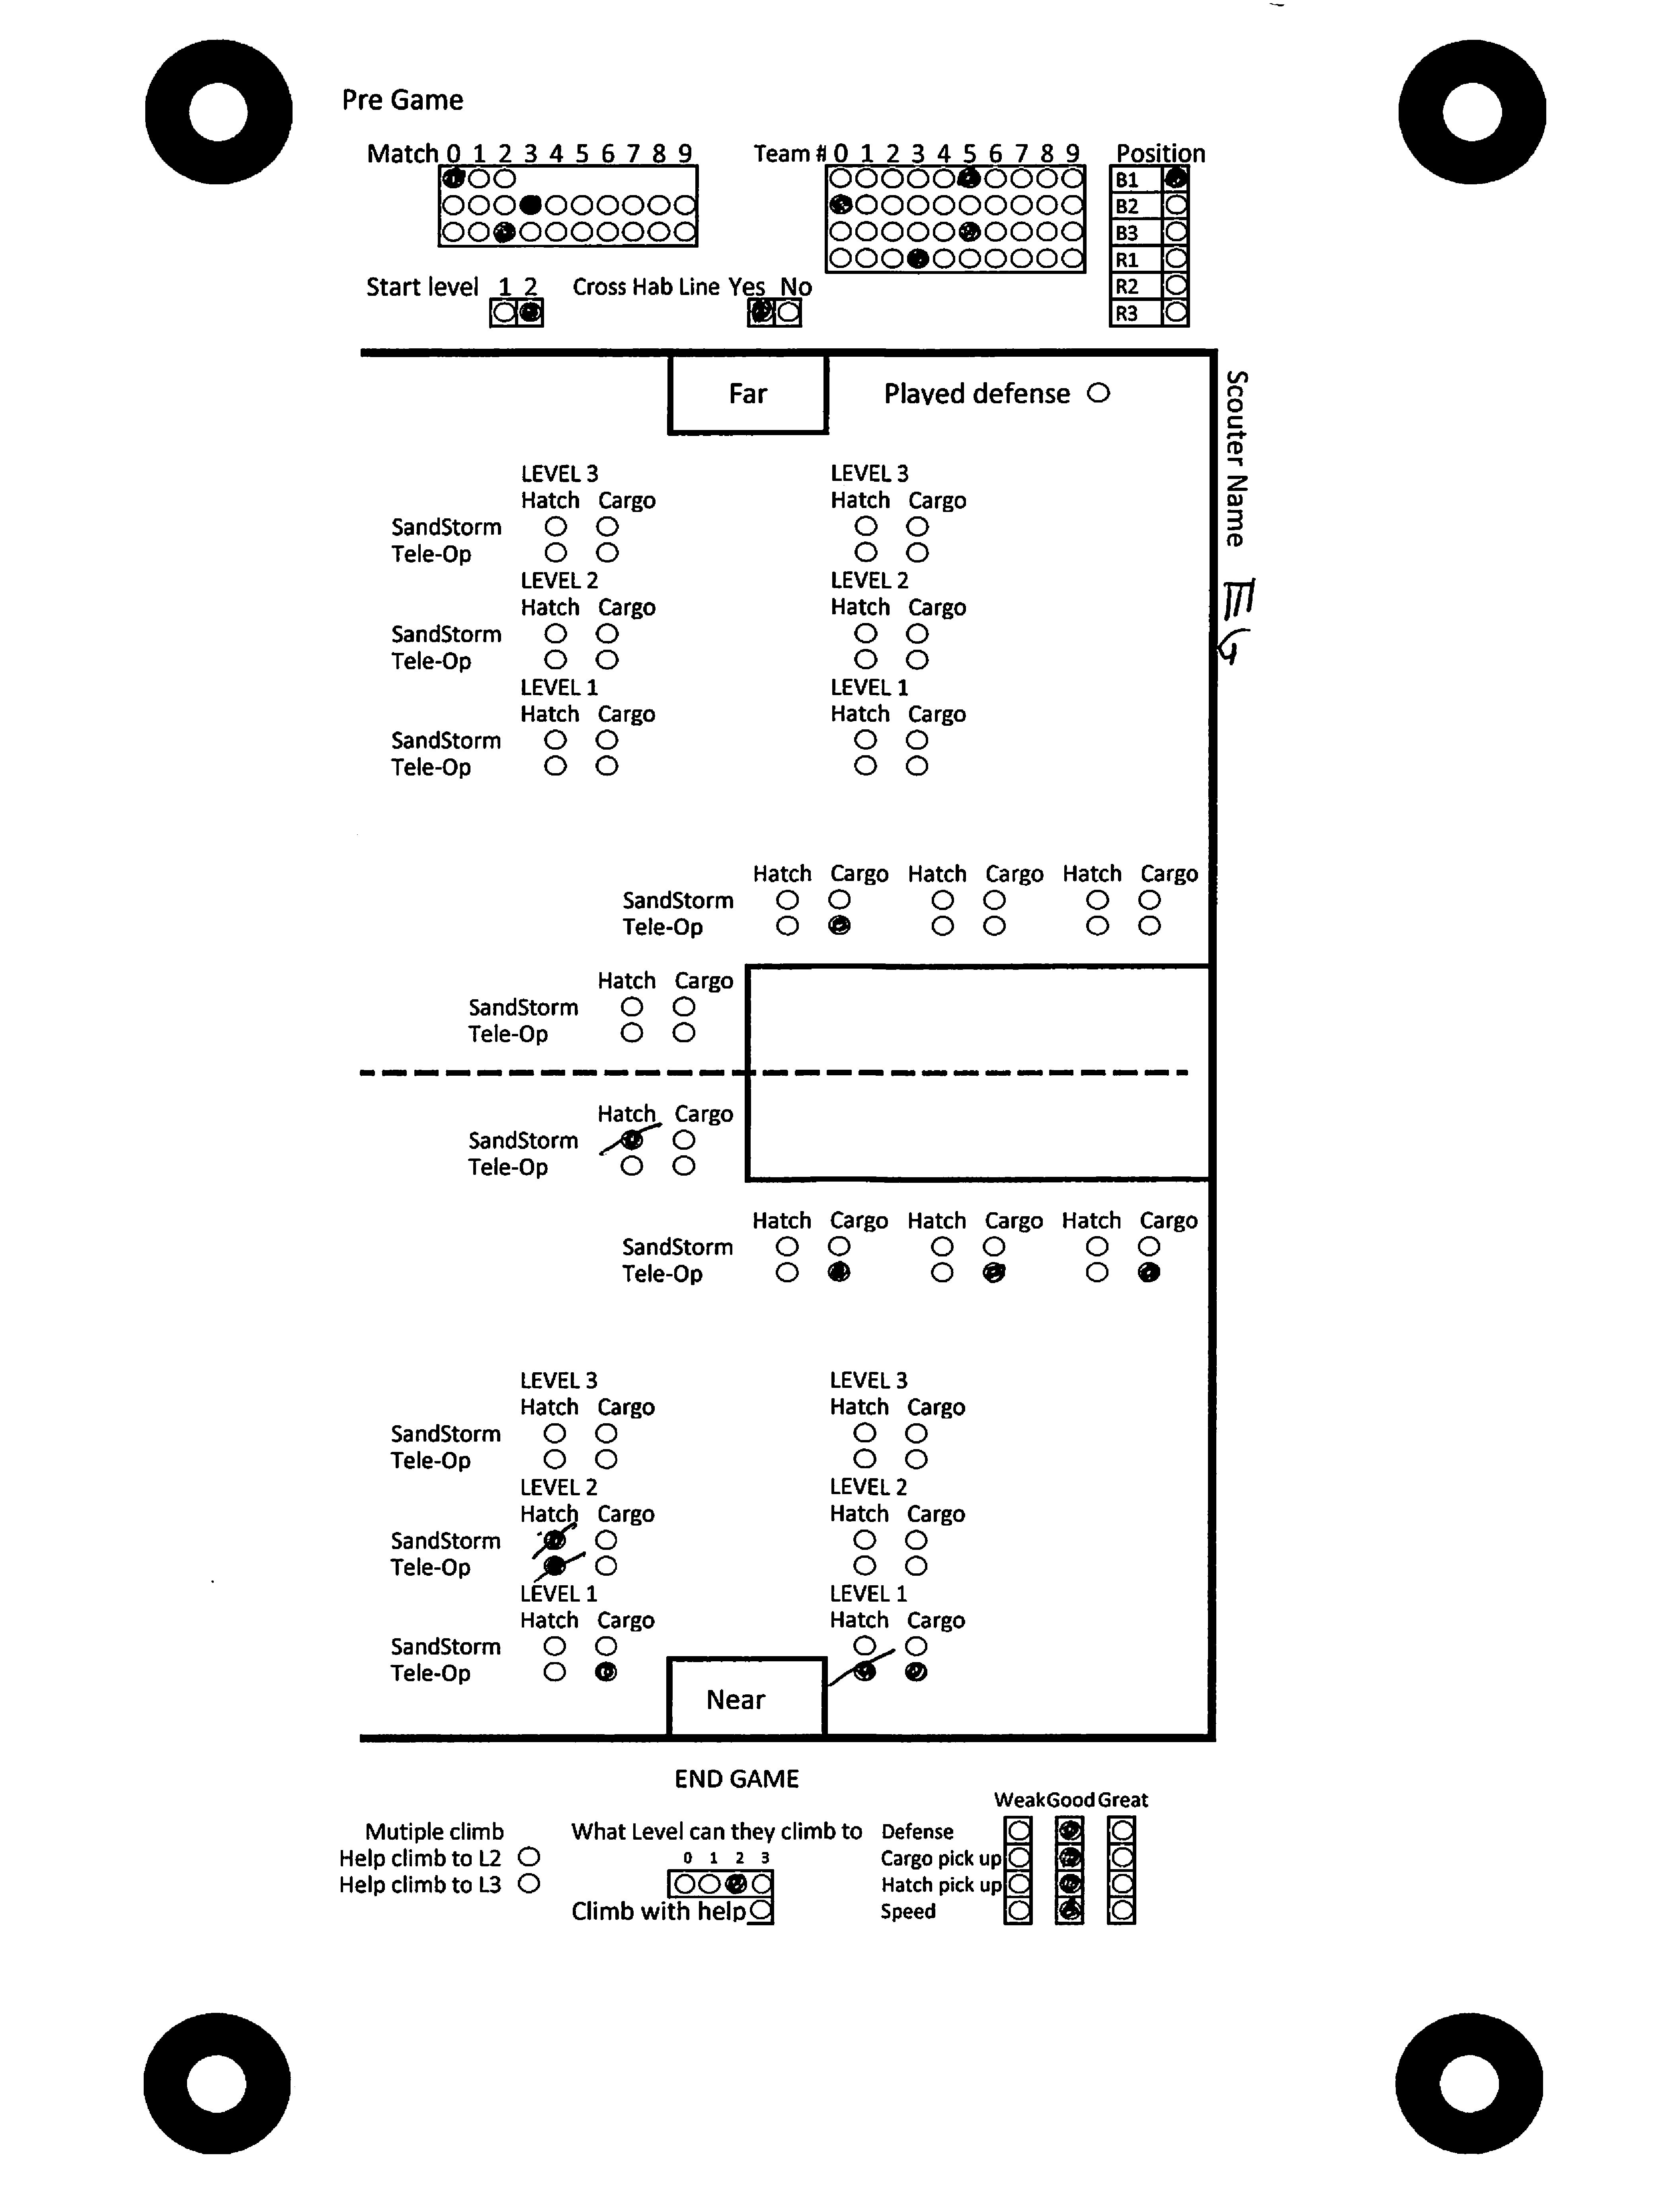 Pre Game
Match 0 1 2 3 4 5 6 7 8 9
Team # 0 1 2 3 4 5 6 7 8 9
Position
B1
B2
B3
R1
R2
R3
Start level 1 2
Cross Hab Line Yes No
Far
Played defense
Scouter Name EG
LEVEL 3 LEVEL 3
Hatch Cargo Hatch Cargo
SandStorm
Tele-Op
LEVEL 2 LEVEL 2
Hatch Cargo Hatch Cargo
SandStorm
Tele-Op
LEVEL 1 LEVEL 1
Hatch Cargo Hatch Cargo
SandStorm
Tele-Op
Hatch Cargo Hatch Cargo Hatch Cargo
SandStorm
Tele-Op
Hatch Cargo
SandStorm
Tele-Op
Hatch Cargo
SandStorm
Tele-Op
Hatch Cargo Hatch Cargo Hatch Cargo
SandStorm
Tele-Op
LEVEL 3 LEVEL 3
Hatch Cargo Hatch Cargo
SandStorm
Tele-Op
LEVEL 2 LEVEL 2
Hatch Cargo Hatch Cargo
SandStorm
Tele-Op
LEVEL 1 LEVEL 1
Hatch Cargo Hatch Cargo
SandStorm
Tele-Op
Near
END GAME
Mutiple climb
Help climb to L2
Help climb to L3
What Level can they climb to
0 1 2 3
Climb with help
Weak Good Great
Defense
Cargo pick up
Hatch pick up
Speed